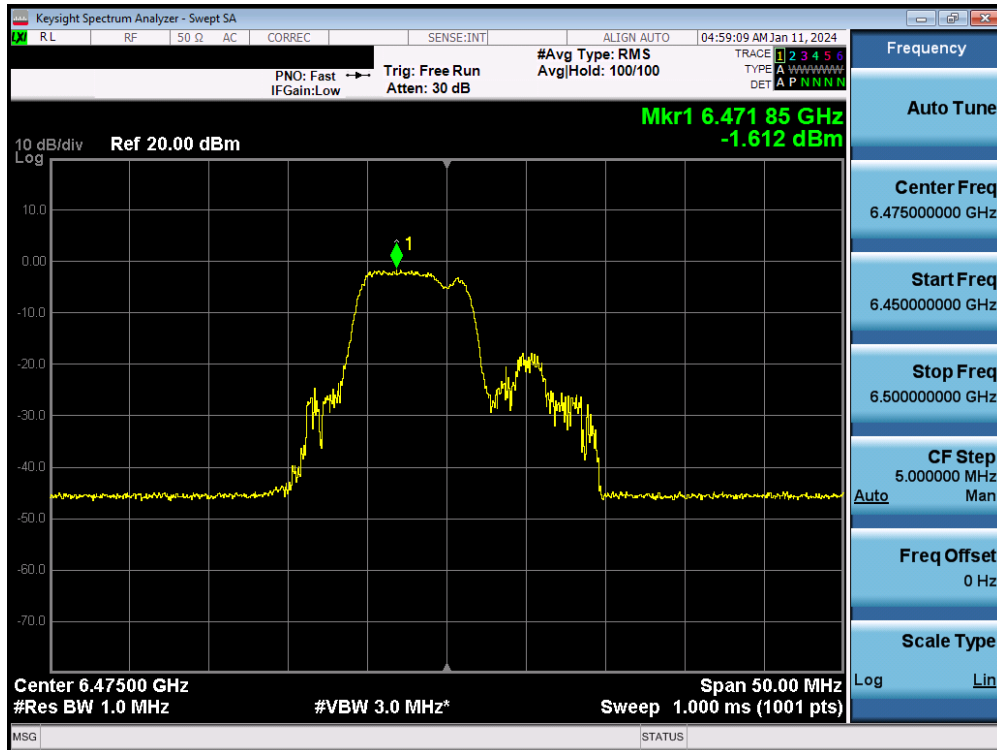 Keysight Spectrum Analyzer - Swept SA
LXI RL RF 50 Ω AC CORREC SENSE:INT ALIGN AUTO 04:59:09 AM Jan 11, 2024
PNO: Fast
IFGain:Low
Trig: Free Run
Atten: 30 dB
#Avg Type: RMS
Avg|Hold: 100/100
TRACE 1 2 3 4 5 6
TYPE A WWWWW
DET A P N N N N
Mkr1 6.471 85 GHz
-1.612 dBm
10 dB/div Ref 20.00 dBm
Log
10.0
0.00
-10.0
-20.0
-30.0
-40.0
-50.0
-60.0
-70.0
1
Center 6.47500 GHz Span 50.00 MHz
#Res BW 1.0 MHz #VBW 3.0 MHz* Sweep 1.000 ms (1001 pts)
MSG STATUS
Frequency
Auto Tune
Center Freq
6.475000000 GHz
Start Freq
6.450000000 GHz
Stop Freq
6.500000000 GHz
CF Step
5.000000 MHz
Auto Man
Freq Offset
0 Hz
Scale Type
Log Lin